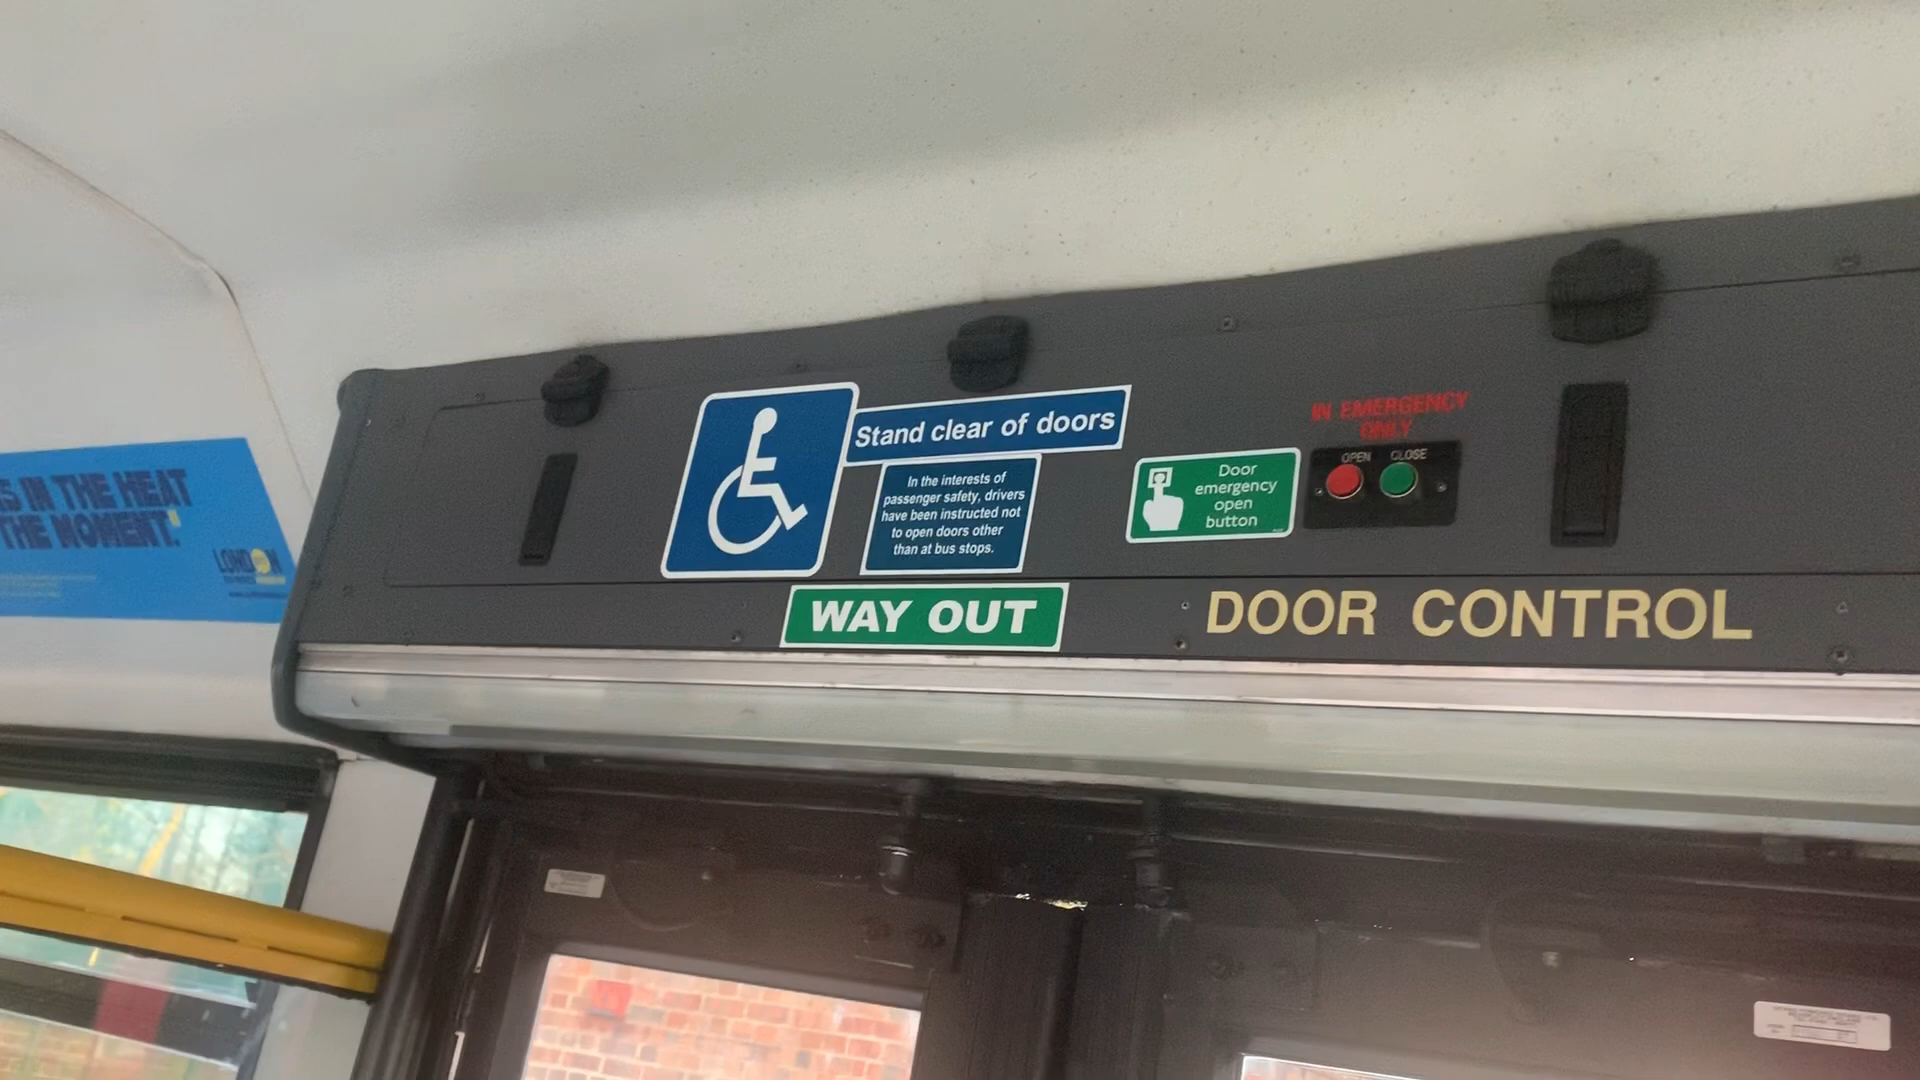 S IN THE HEAT
THE MOMENT.
LONDON
Stand clear of doors
In the interests of
passenger safety, drivers
have been instructed not
to open doors other
than at bus stops.
WAY OUT
Door
emergency
open
button
IN EMERGENCY
ONLY
OPEN CLOSE
DOOR CONTROL